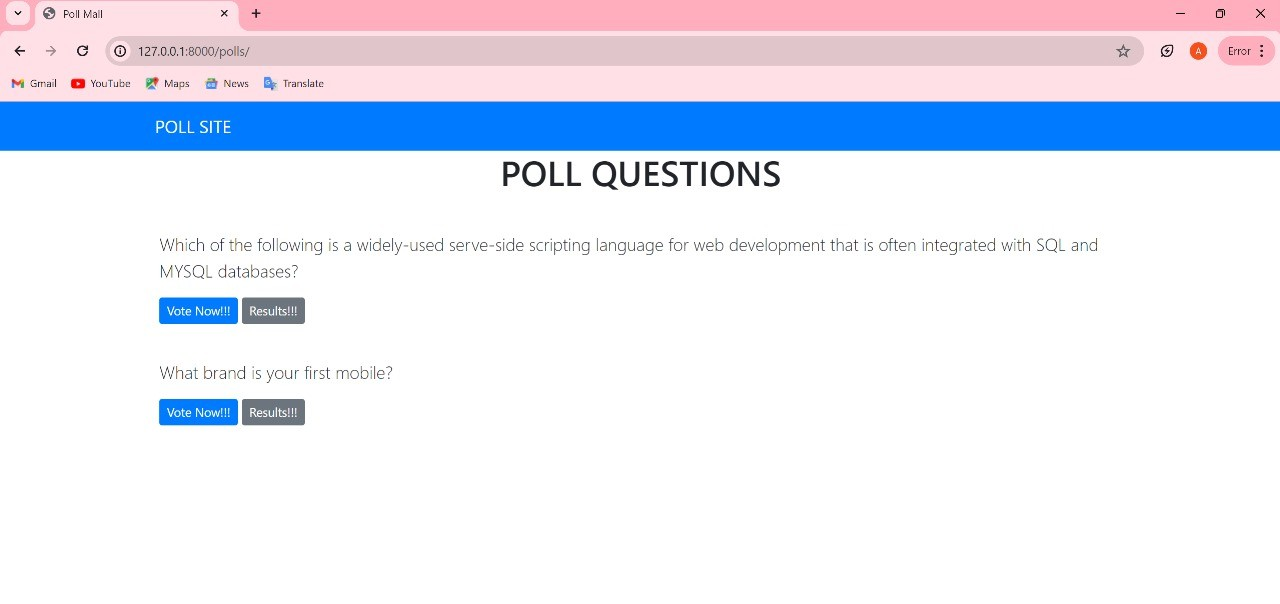 Poll Mall
127.0.0.1:8000/polls/
A
Error
Gmail YouTube Maps News Translate
POLL SITE
POLL QUESTIONS
Which of the following is a widely-used serve-side scripting language for web development that is often integrated with SQL and
MYSQL databases?
Vote Now!!! Results!!!
What brand is your first mobile?
Vote Now!!! Results!!!